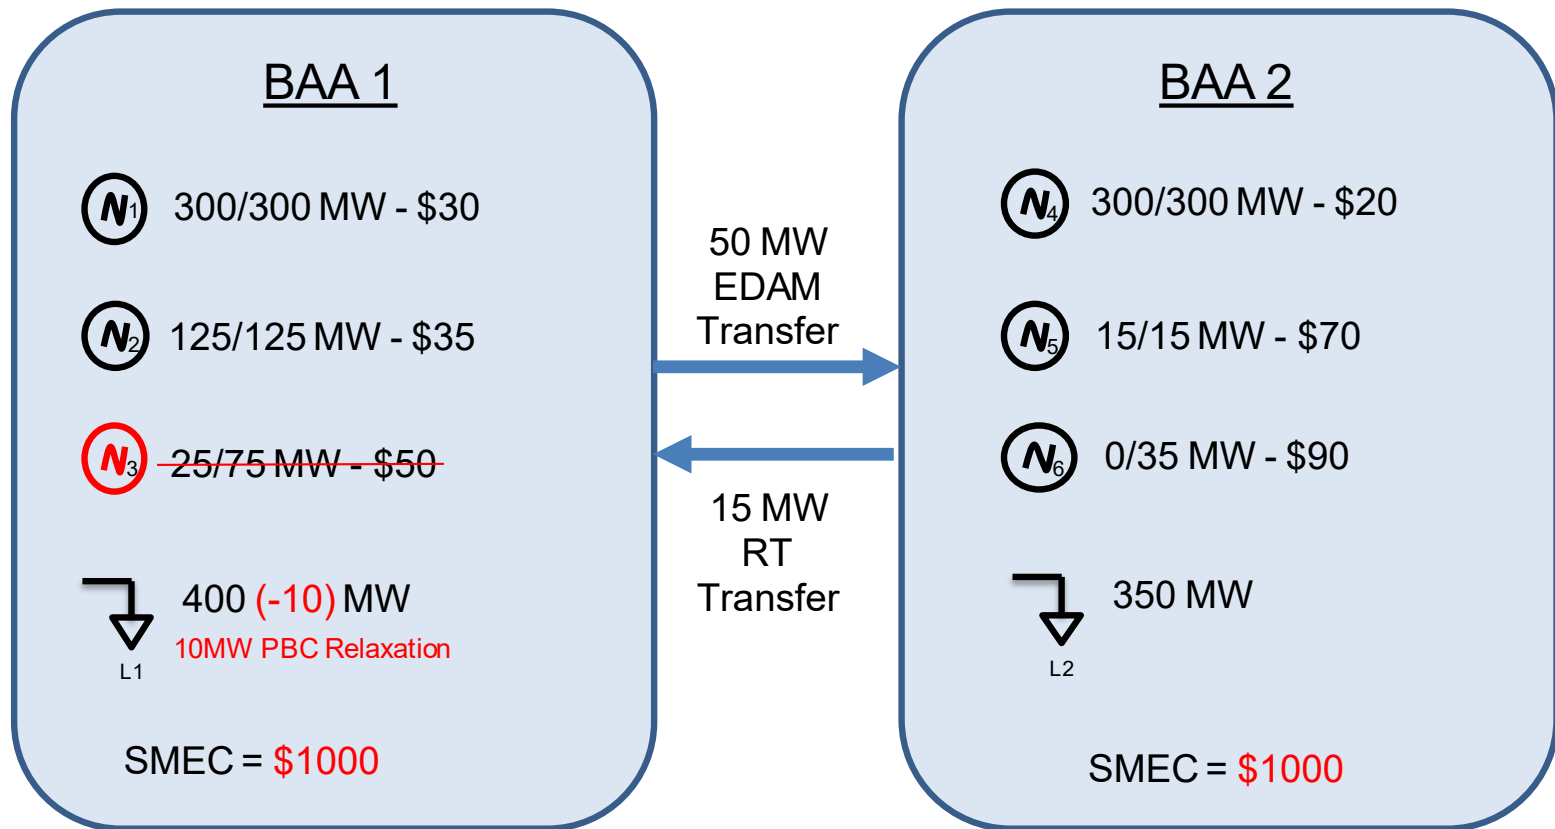 BAA 1
N1 300/300 MW - $30
N2 125/125 MW - $35
N3 25/75 MW - $50
400 (-10) MW
10MW PBC Relaxation
L1
SMEC = $1000
50 MW
EDAM
Transfer
15 MW
RT
Transfer
BAA 2
N4 300/300 MW - $20
N5 15/15 MW - $70
N6 0/35 MW - $90
350 MW
L2
SMEC = $1000